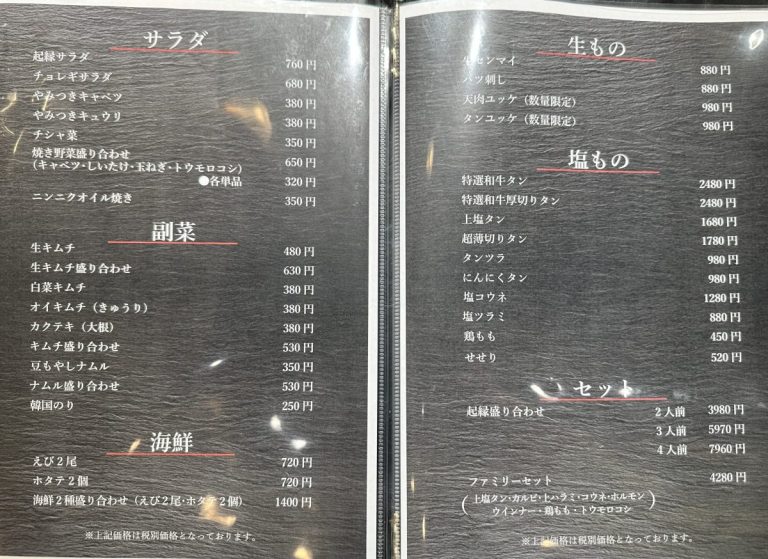 サラダ
起縁サラダ 760円
チョレギサラダ 680円
やみつきキャベツ 380円
やみつきキュウリ 380円
チシャ菜 350円
焼き野菜盛り合わせ 650円
(キャベツ・しいたけ・玉ねぎ・トウモロコシ)
●各単品 320円
ニンニクオイル焼き 350円
副菜
生キムチ 480円
生キムチ盛り合わせ 630円
白菜キムチ 380円
オイキムチ（きゅうり） 380円
カクテキ（大根） 380円
キムチ盛り合わせ 530円
豆もやしナムル 350円
ナムル盛り合わせ 530円
韓国のり 250円
海鮮
えび2尾 720円
ホタテ2個 720円
海鮮2種盛り合わせ（えび2尾・ホタテ2個） 1400円
※上記価格は税別価格となっております。
生もの
生センマイ 880円
ハツ刺し 880円
天肉ユッケ（数量限定） 980円
タンユッケ（数量限定） 980円
塩もの
特選和牛タン 2480円
特選和牛厚切りタン 2480円
上塩タン 1680円
超薄切りタン 1780円
タンツラ 980円
にんにくタン 980円
塩コウネ 1280円
塩ツラミ 880円
鶏もも 450円
せせり 520円
セット
起縁盛り合わせ 2人前 3980円
3人前 5970円
4人前 7960円
ファミリーセット 4280円
(上塩タン・カルビ・上ハラミ・コウネ・ホルモン
ウインナー・鶏もも・トウモロコシ)
※上記価格は税別価格となっております。